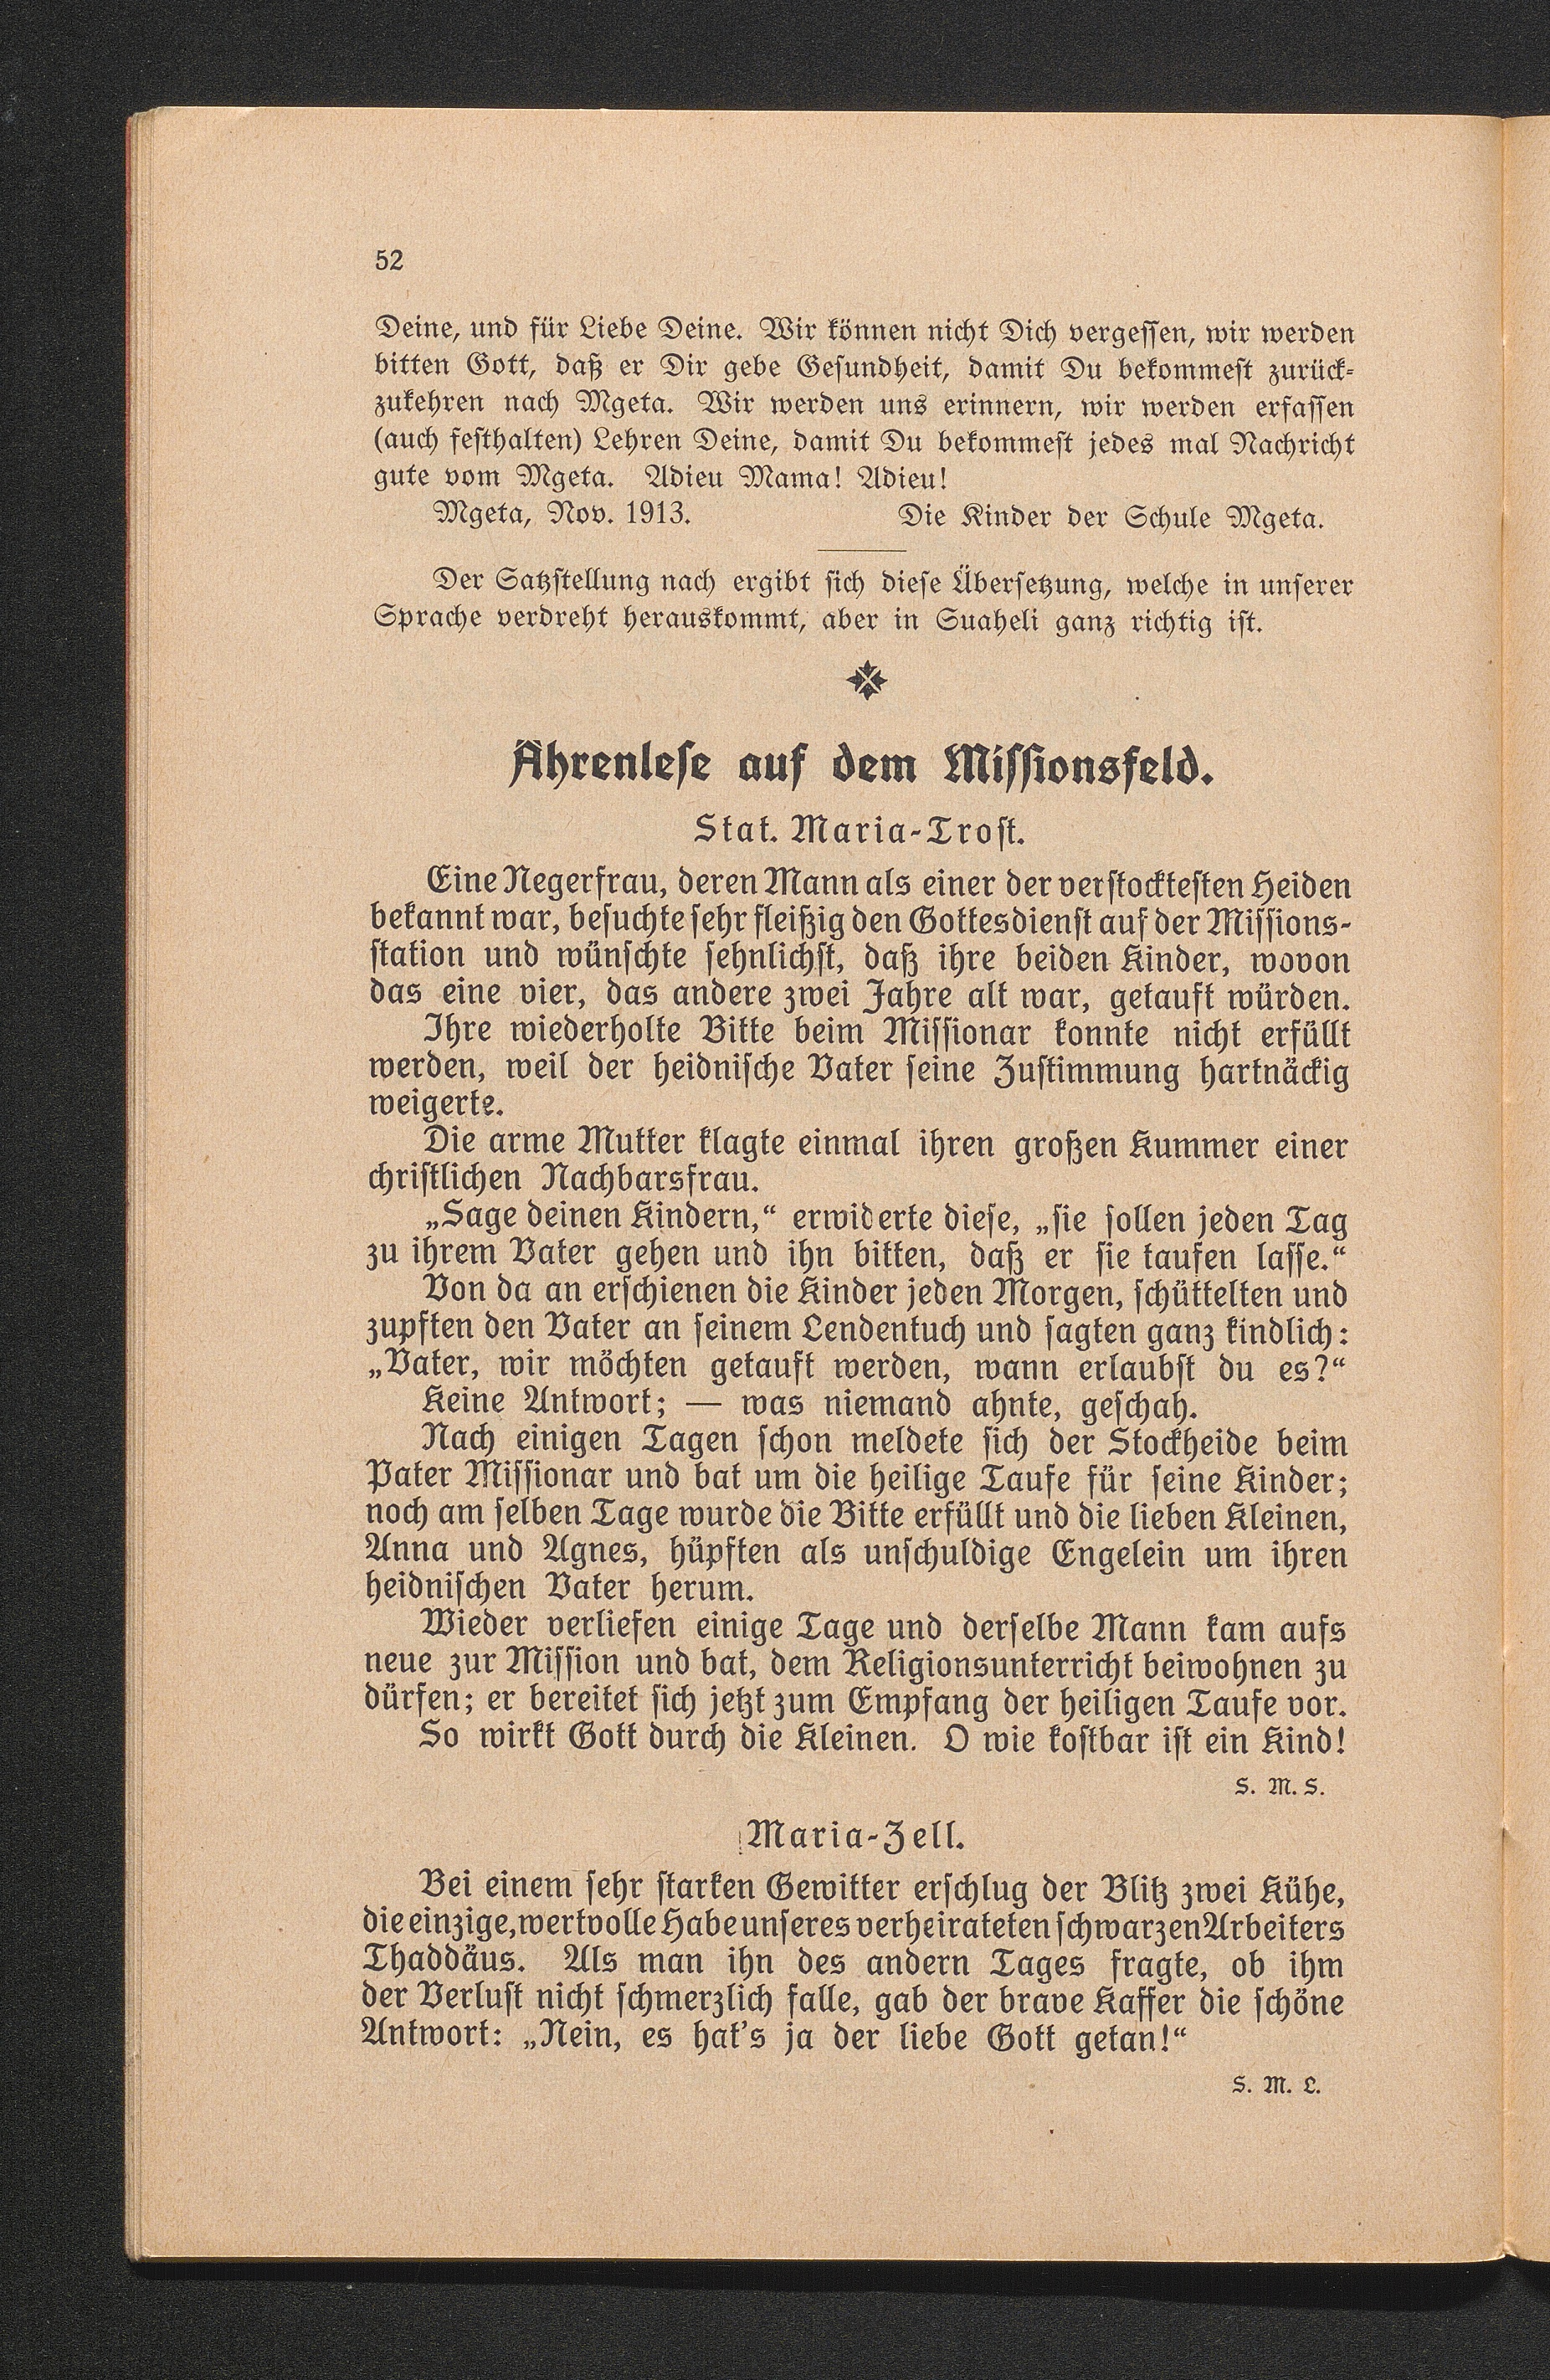 52
Deine, und für Liebe Deine. Wir können nicht Dich vergessen, wir werden
bitten Gott, daß er Dir gebe Gesundheit, damit Du bekommest zurück-
zukehren nach Mgeta. Wir werden uns erinnern, wir werden erfassen
(auch festhalten) Lehren Deine, damit Du bekommest jedes mal Nachricht
gute vom Mgeta. Adieu Mama! Adieu!
Mgeta, Nov. 1913. Die Kinder der Schule Mgeta.
Der Satzstellung nach ergibt sich diese Übersetzung, welche in unserer
Sprache verdreht herauskommt, aber in Suaheli ganz richtig ist.
Ährenlese auf dem Missionsfeld.
Stat. Maria-Trost.
Eine Negerfrau, deren Mann als einer der verstocktesten Heiden
bekannt war, besuchte sehr fleißig den Gottesdienst auf der Missions-
station und wünschte sehnlichst, daß ihre beiden Kinder, wovon
das eine vier, das andere zwei Jahre alt war, getauft würden.
Ihre wiederholte Bitte beim Missionar konnte nicht erfüllt
werden, weil der heidnische Vater seine Zustimmung hartnäckig
weigerte.
Die arme Mutter klagte einmal ihren großen Kummer einer
christlichen Nachbarsfrau.
„Sage deinen Kindern,“ erwiderte diese, „sie sollen jeden Tag
zu ihrem Vater gehen und ihn bitten, daß er sie taufen lasse.“
Von da an erschienen die Kinder jeden Morgen, schüttelten und
zupften den Vater an seinem Lendentuch und sagten ganz kindlich:
„Vater, wir möchten getauft werden, wann erlaubst du es?“
Keine Antwort; — was niemand ahnte, geschah.
Nach einigen Tagen schon meldete sich der Stockheide beim
Pater Missionar und bat um die heilige Taufe für seine Kinder;
noch am selben Tage wurde die Bitte erfüllt und die lieben Kleinen,
Anna und Agnes, hüpften als unschuldige Engelein um ihren
heidnischen Vater herum.
Wieder verliefen einige Tage und derselbe Mann kam aufs
neue zur Mission und bat, dem Religionsunterricht beiwohnen zu
dürfen; er bereitet sich jetzt zum Empfang der heiligen Taufe vor.
So wirkt Gott durch die Kleinen. O wie kostbar ist ein Kind!
S. M. S.
Maria-Zell.
Bei einem sehr starken Gewitter erschlug der Blitz zwei Kühe,
die einzige, wertvolle Habe unseres verheirateten schwarzen Arbeiters
Thaddäus. Als man ihn des andern Tages fragte, ob ihm
der Verlust nicht schmerzlich falle, gab der brave Kaffer die schöne
Antwort: „Nein, es hat's ja der liebe Gott getan!“
S. M. L.